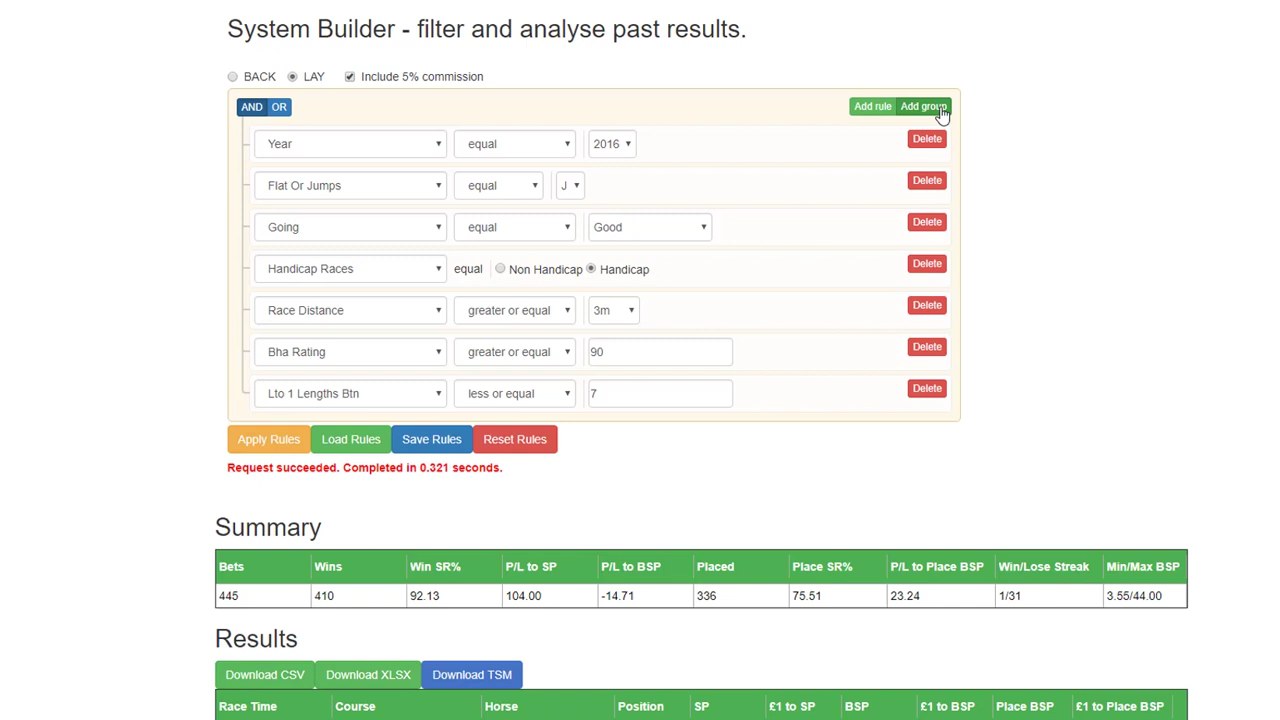 System Builder - filter and analyse past results.
BACK LAY Include 5% commission
AND OR Add rule Add group
Year equal 2016 Delete
Flat Or Jumps equal J Delete
Going equal Good Delete
Handicap Races equal Non Handicap Handicap Delete
Race Distance greater or equal 3m Delete
Bha Rating greater or equal 90 Delete
Lto 1 Lengths Btn less or equal 7 Delete
Apply Rules Load Rules Save Rules Reset Rules
Request succeeded. Completed in 0.321 seconds.
Summary
Bets Wins Win SR% P/L to SP P/L to BSP Placed Place SR% P/L to Place BSP Win/Lose Streak Min/Max BSP
445 410 92.13 104.00 -14.71 336 75.51 23.24 1/31 3.55/44.00
Results
Download CSV Download XLSX Download TSM
Race Time Course Horse Position SP £1 to SP BSP £1 to BSP Place BSP £1 to Place BSP